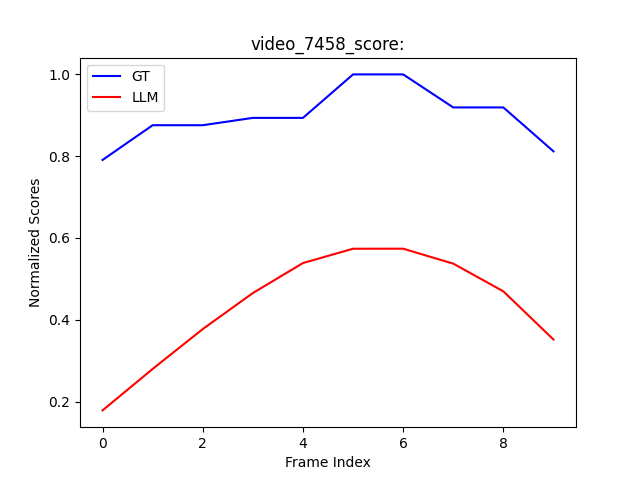 video_7458_score:
GT
LLM
1.0
0.8
0.6
0.4
0.2
Normalized Scores
0 2 4 6 8
Frame Index